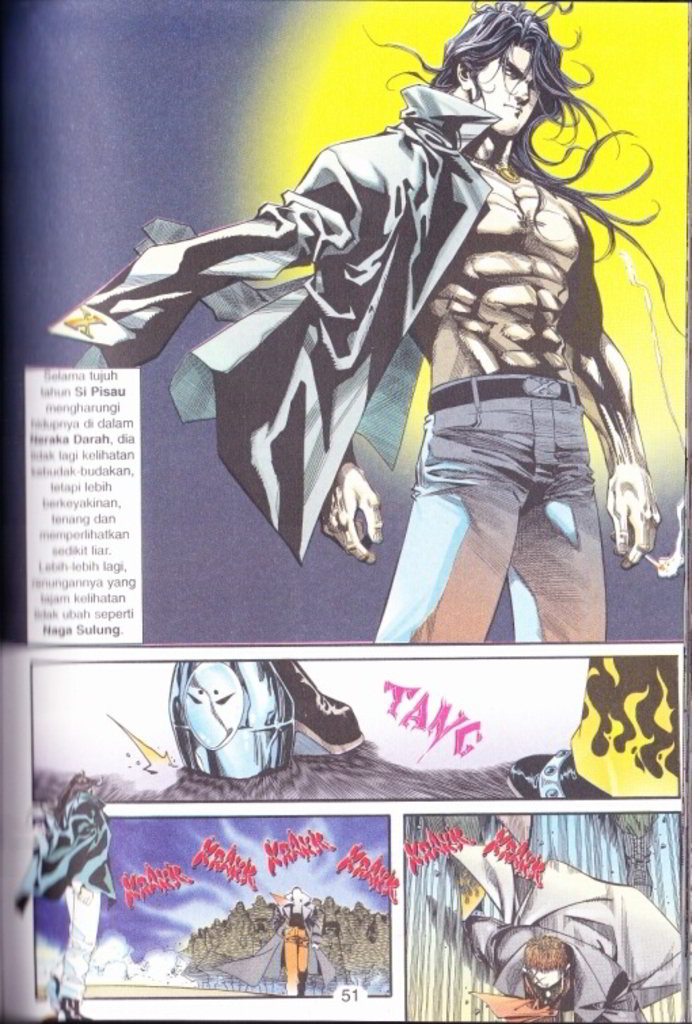 Selama tujuh
tahun Si Pisau
mengharungi
hidupnya di dalam
Neraka Darah, dia
tidak lagi kelihatan
kebudak-budakan,
tetapi lebih
berkeyakinan,
tenang dan
memperlihatkan
sedikit liar.
Lebih-lebih lagi,
renungannya yang
tajam kelihatan
tidak ubah seperti
Naga Sulung.
TANG
KRAKK KRAKK KRAKK KRAKK
KRAKK KRAKK
51